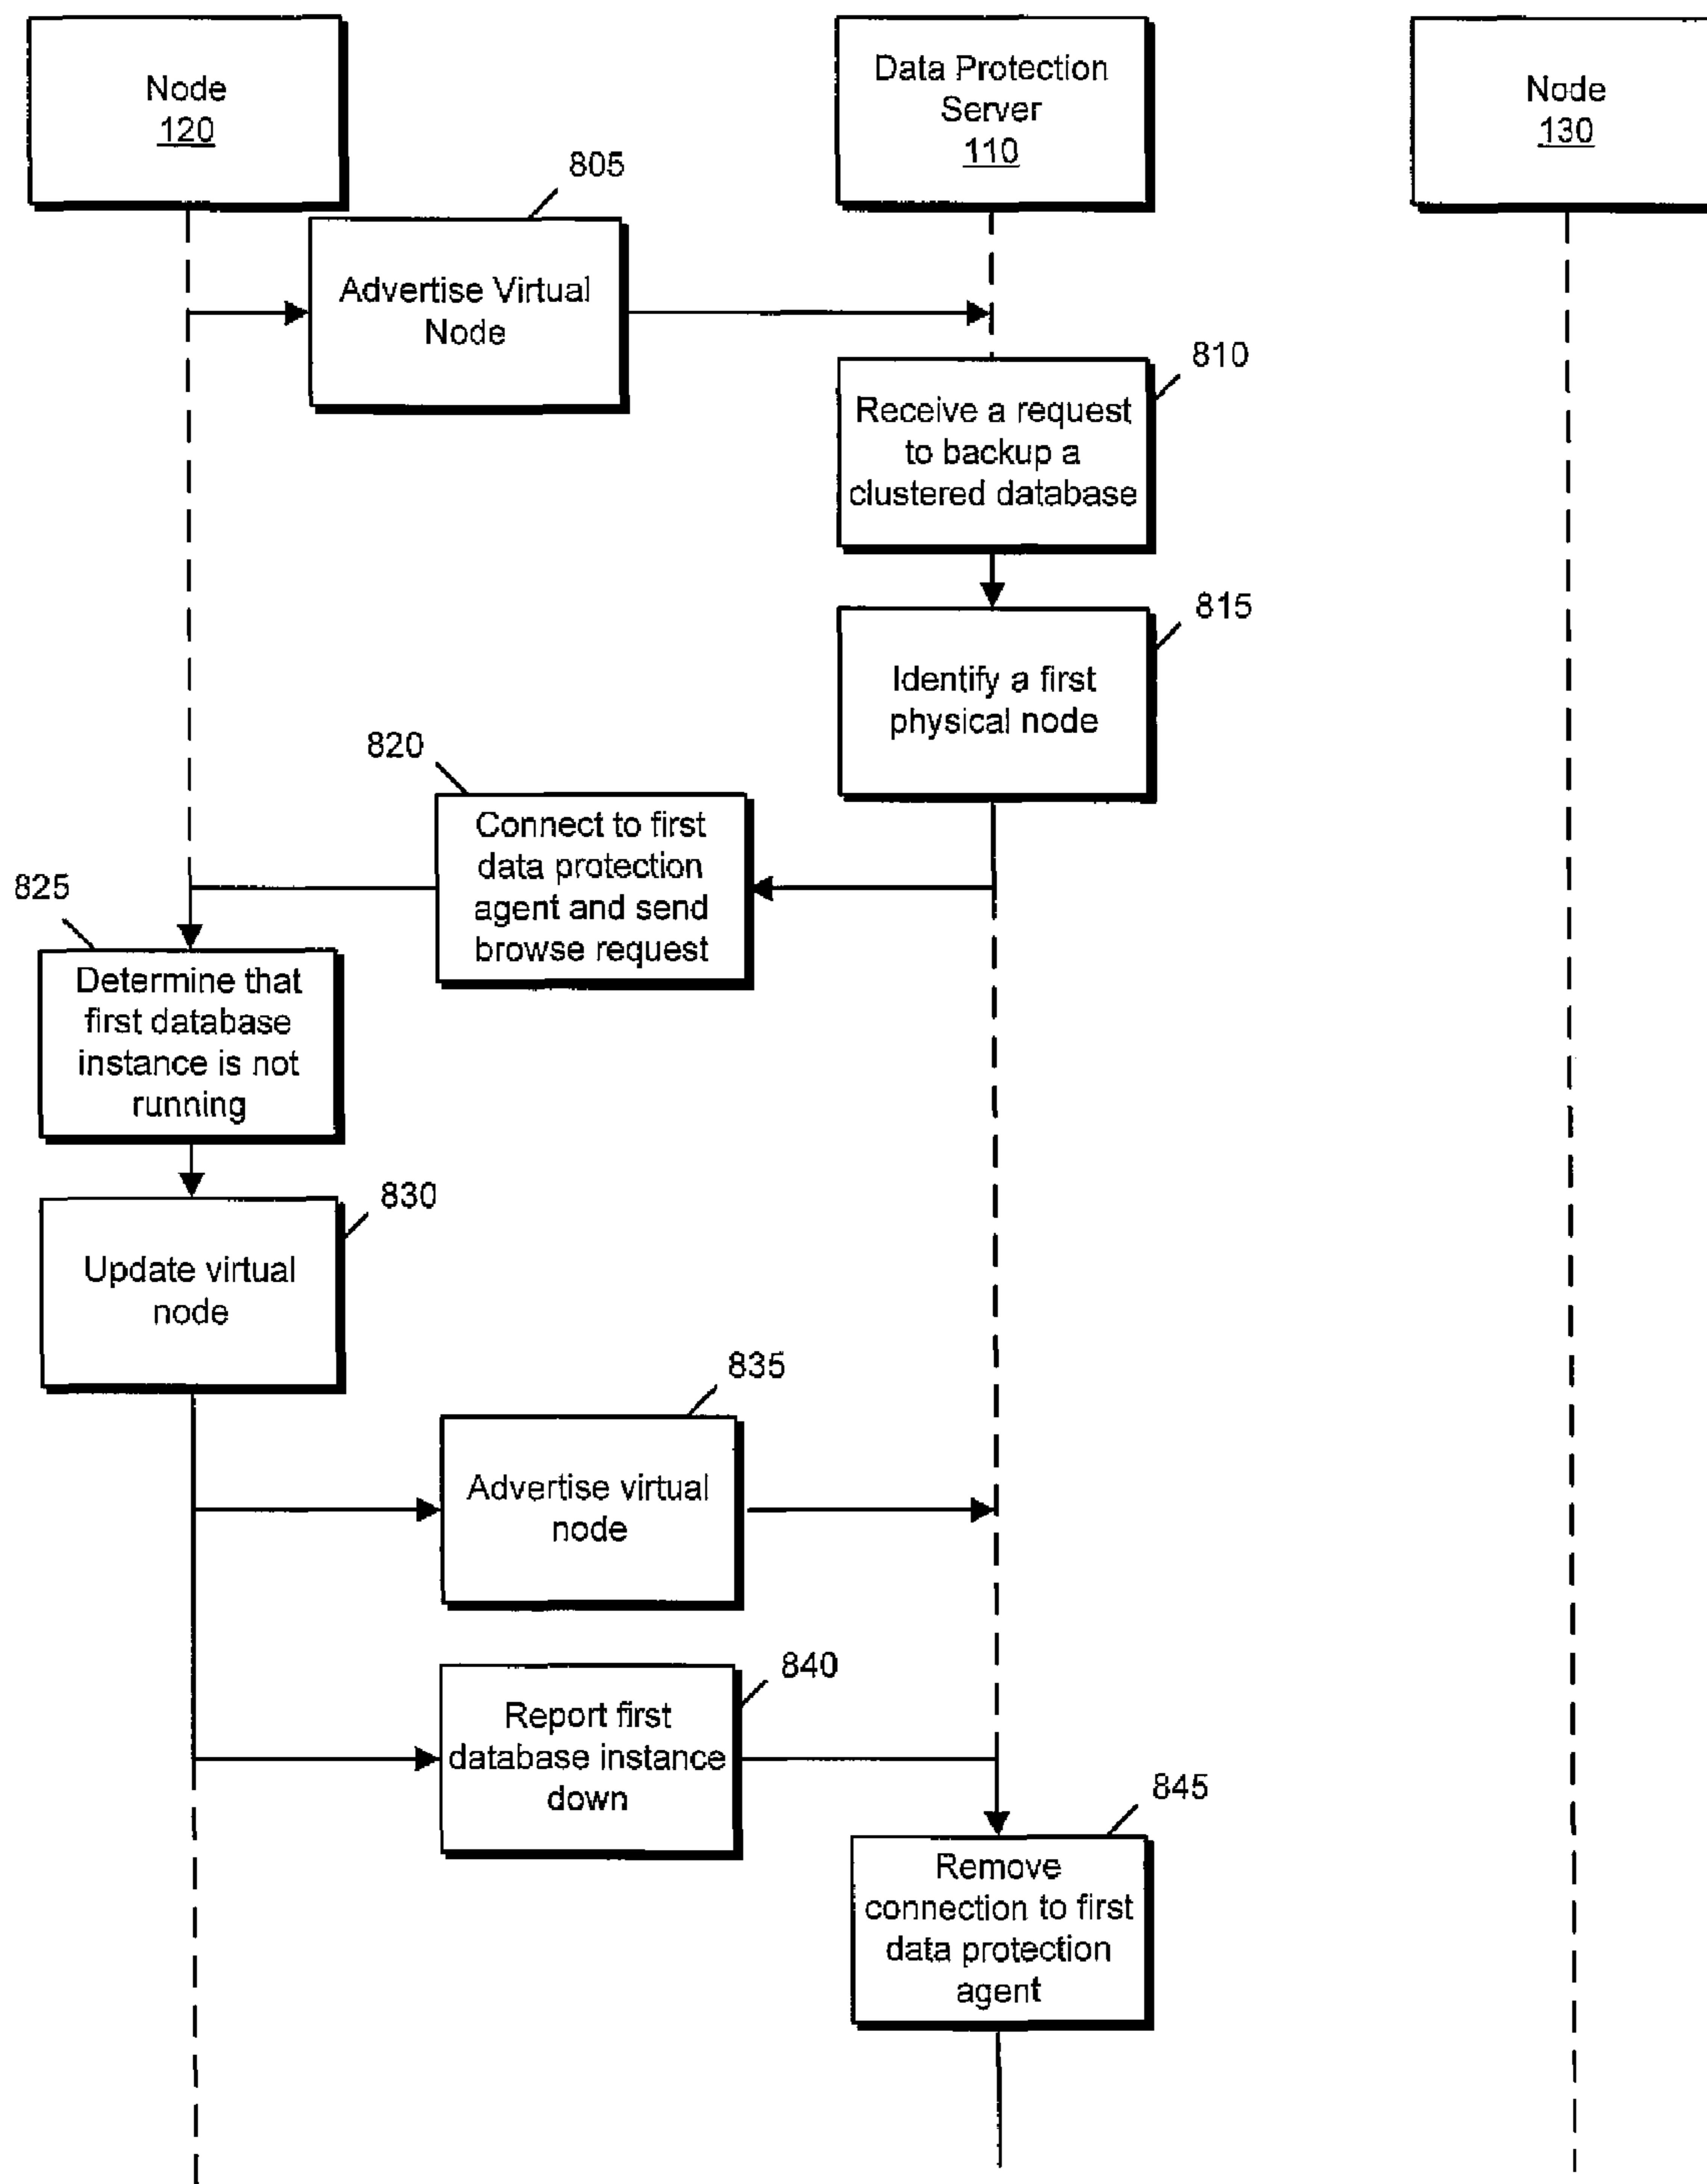 Node
120
Data Protection
Server
110
Node
130
805
Advertise Virtual
Node
810
Receive a request
to backup a
clustered database
815
Identify a first
physical node
820
Connect to first
data protection
agent and send
browse request
825
Determine that
first database
instance is not
running
830
Update virtual
node
835
Advertise virtual
node
840
Report first
database instance
down
845
Remove
connection to first
data protection
agent